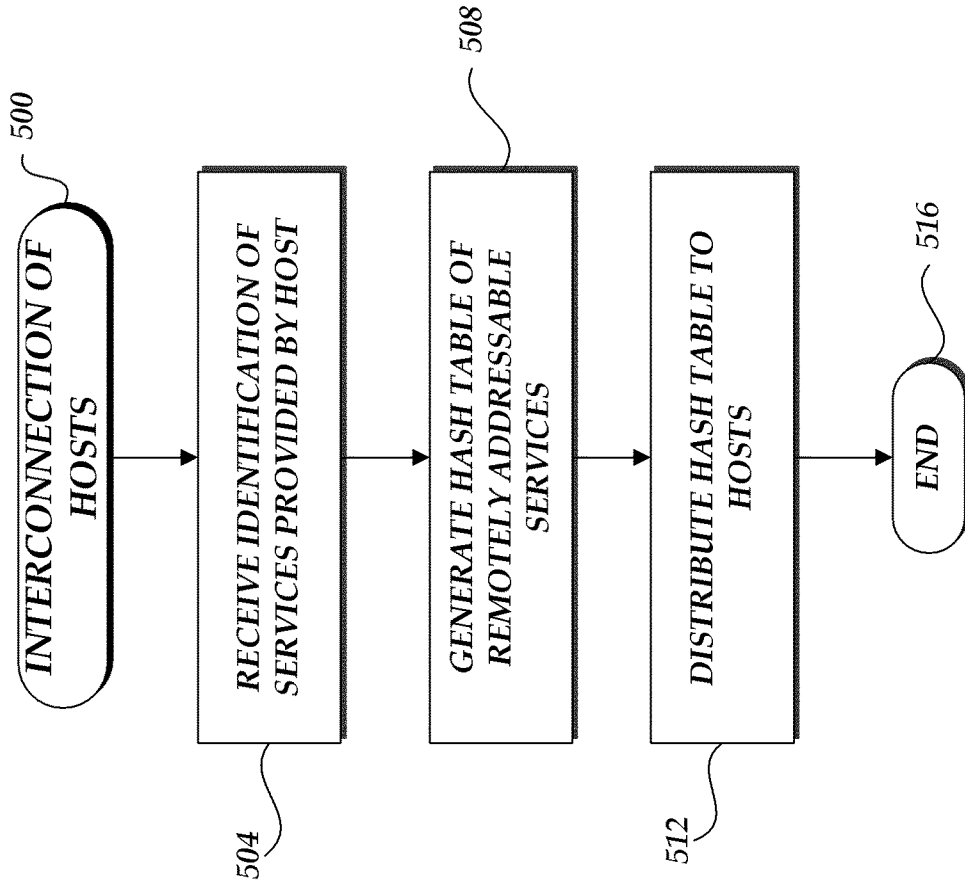 INTERCONNECTION OF
HOSTS
500
RECEIVE IDENTIFICATION OF
SERVICES PROVIDED BY HOST
504
GENERATE HASH TABLE OF
REMOTELY ADDRESSABLE
SERVICES
508
DISTRIBUTE HASH TABLE TO
HOSTS
512
END
516